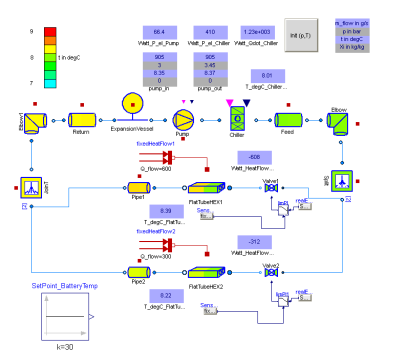 9
8
7
t in degC
66.4
410
1.23e+003
Watt_P_el_Pump
Watt_P_el_Chiller
Watt_Qdot_Chiller
Init (p,T)
m_flow in g/s
p in bar
t in degC
Xi in kg/kg
905
3
8.35
0
pump_in
905
3.46
8.37
0
pump_out
8.01
T_degC_Chiller...
Elbow1
Return
ExpansionVessel
Pump
Chiller
Feed
Elbow
fixedHeatFlow1
Q_flow=600
-608
Watt_HeatFlow...
Valve1
JoinT
Split
Pipe1
FlatTubeHEX1
8.39
T_degC_FlatTu...
Sens...
fix...
realE
S...
fixedHeatFlow2
Q_flow=300
-312
Watt_HeatFlow...
Valve2
Pipe2
FlatTubeHEX2
8.22
T_degC_FlatTu...
Sens...
fix...
realE
S...
SetPoint_BatteryTemp
k=30